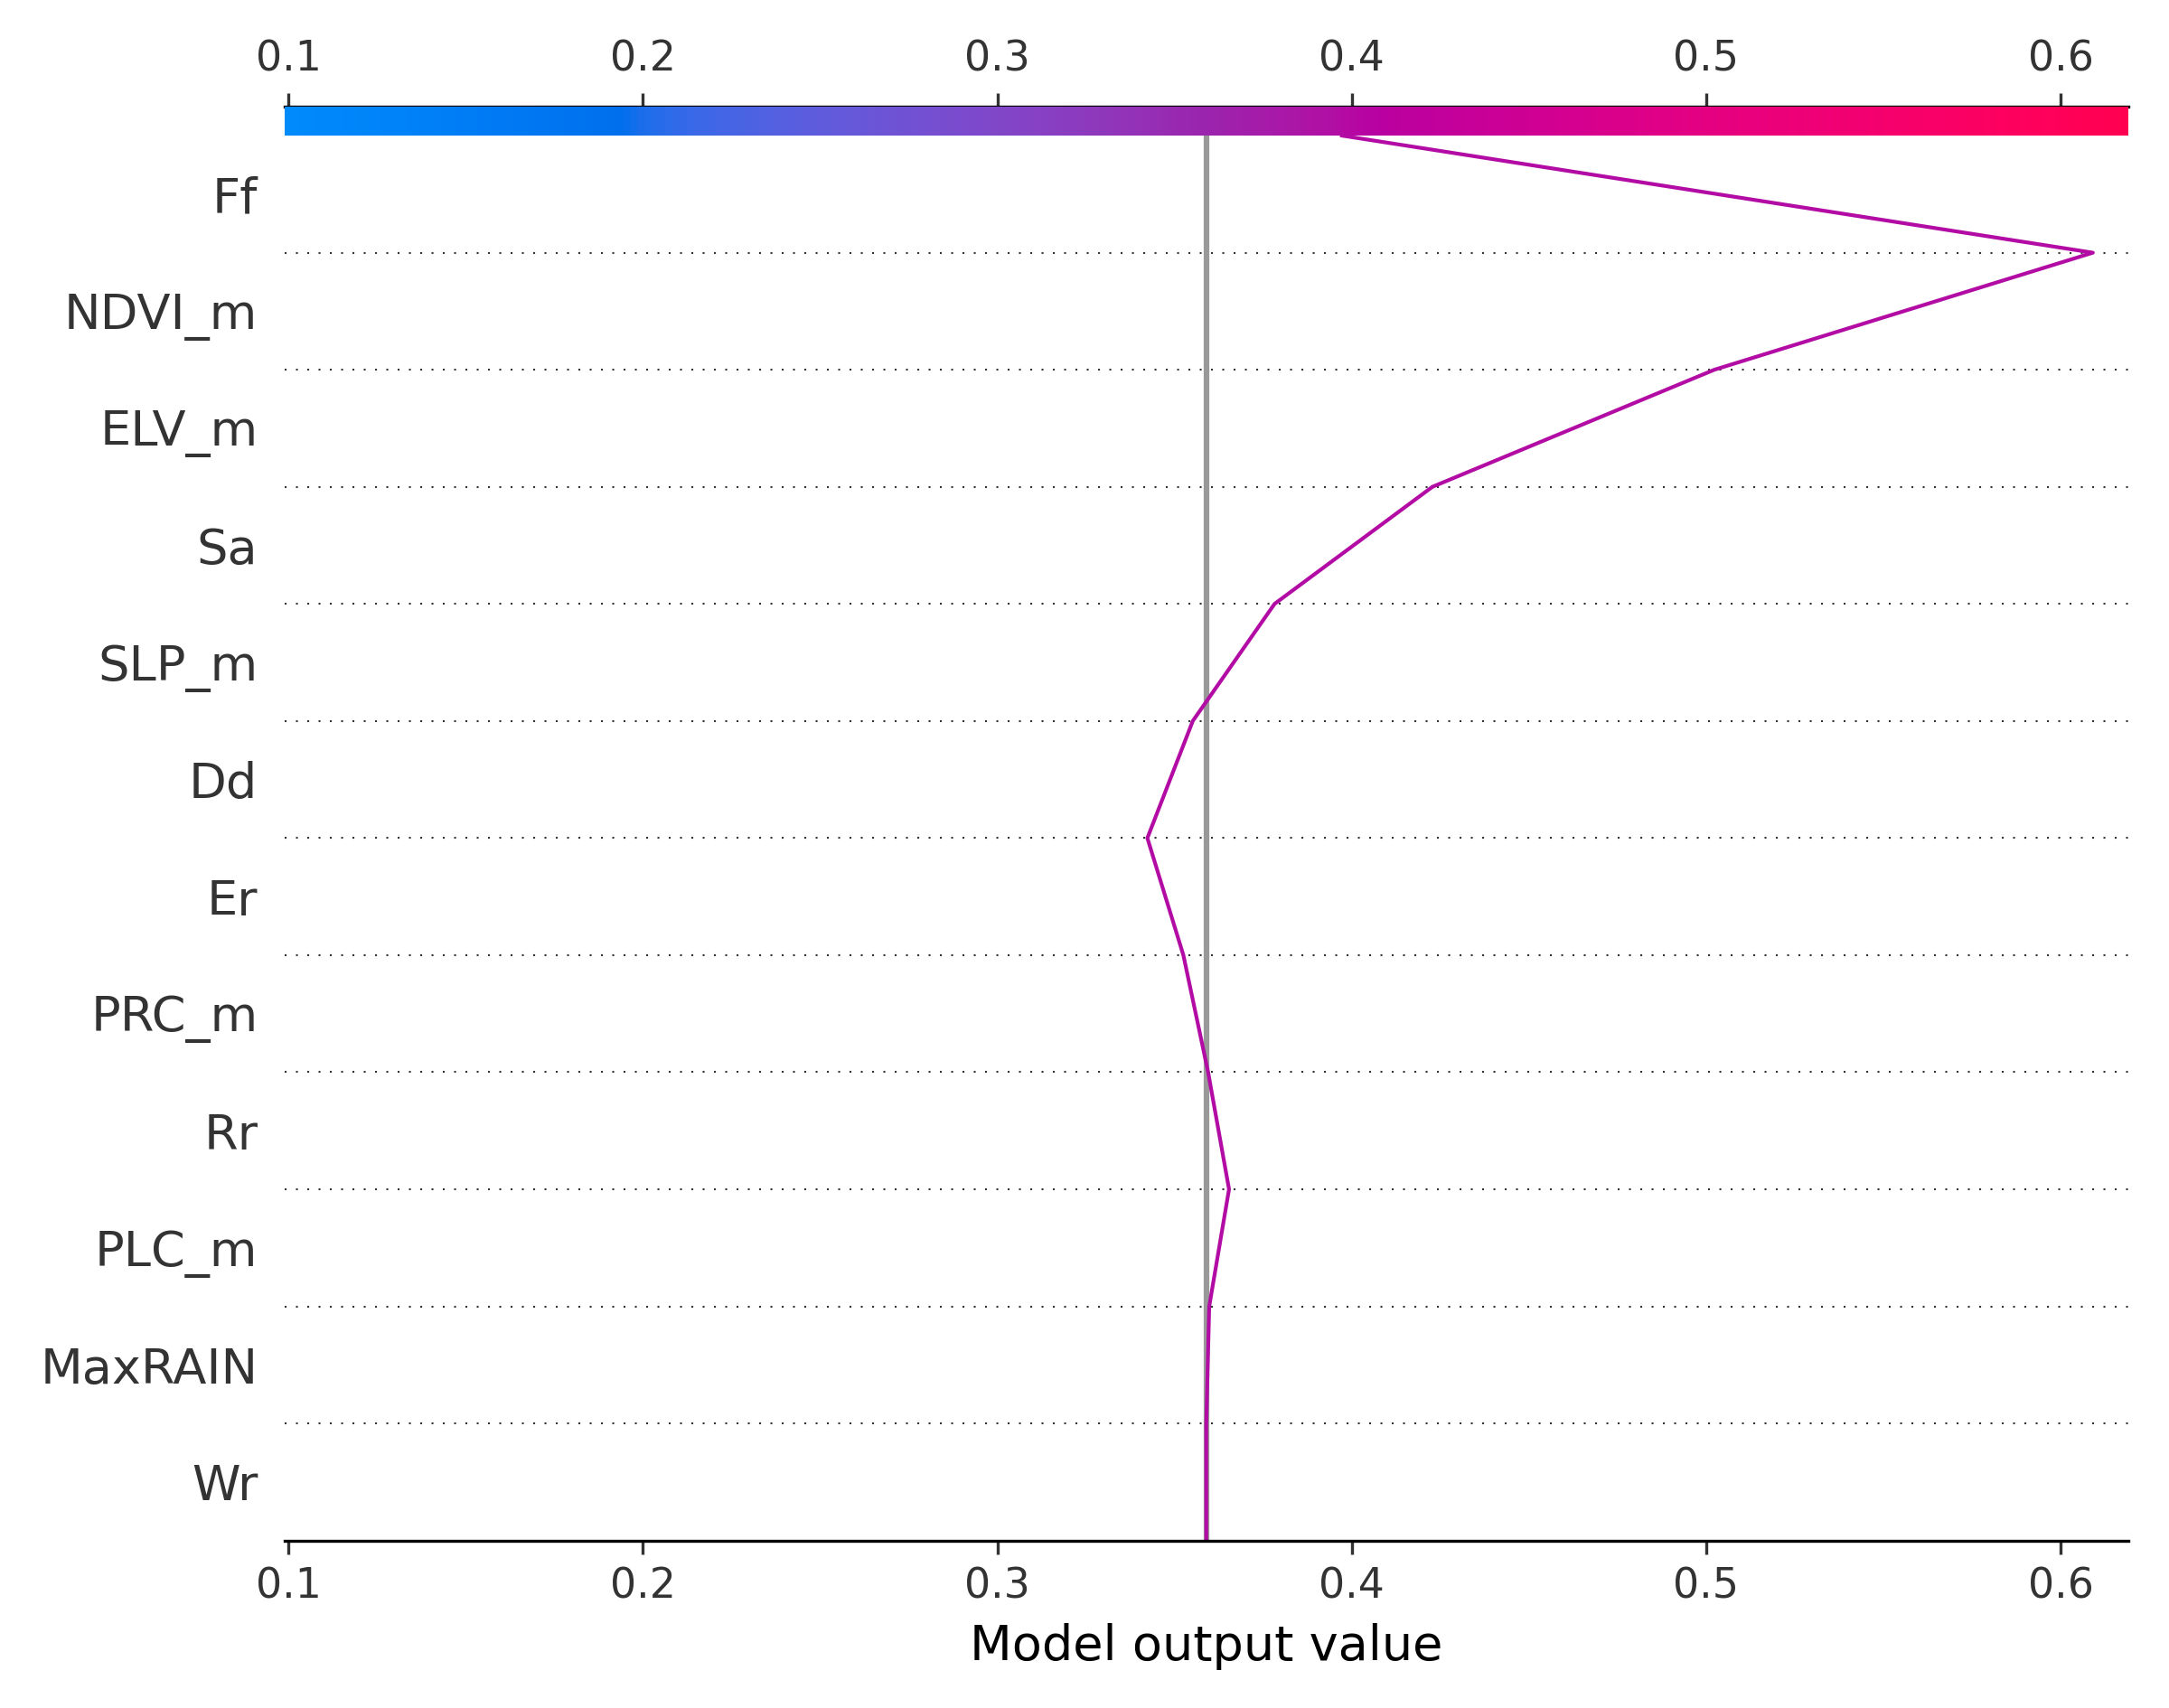 0.1 0.2 0.3 0.4 0.5 0.6
Ff
NDVI_m
ELV_m
Sa
SLP_m
Dd
Er
PRC_m
Rr
PLC_m
MaxRAIN
Wr
0.1 0.2 0.3 0.4 0.5 0.6
Model output value